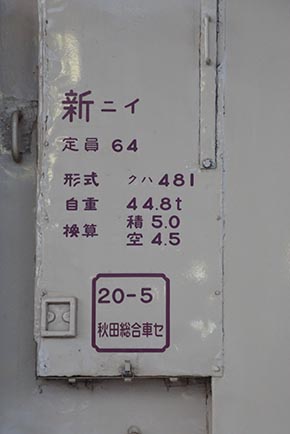 新ニイ
定員 64
形式 クハ481
自重 44.8t
換算 積 5.0
空 4.5
20-5
秋田総合車セ